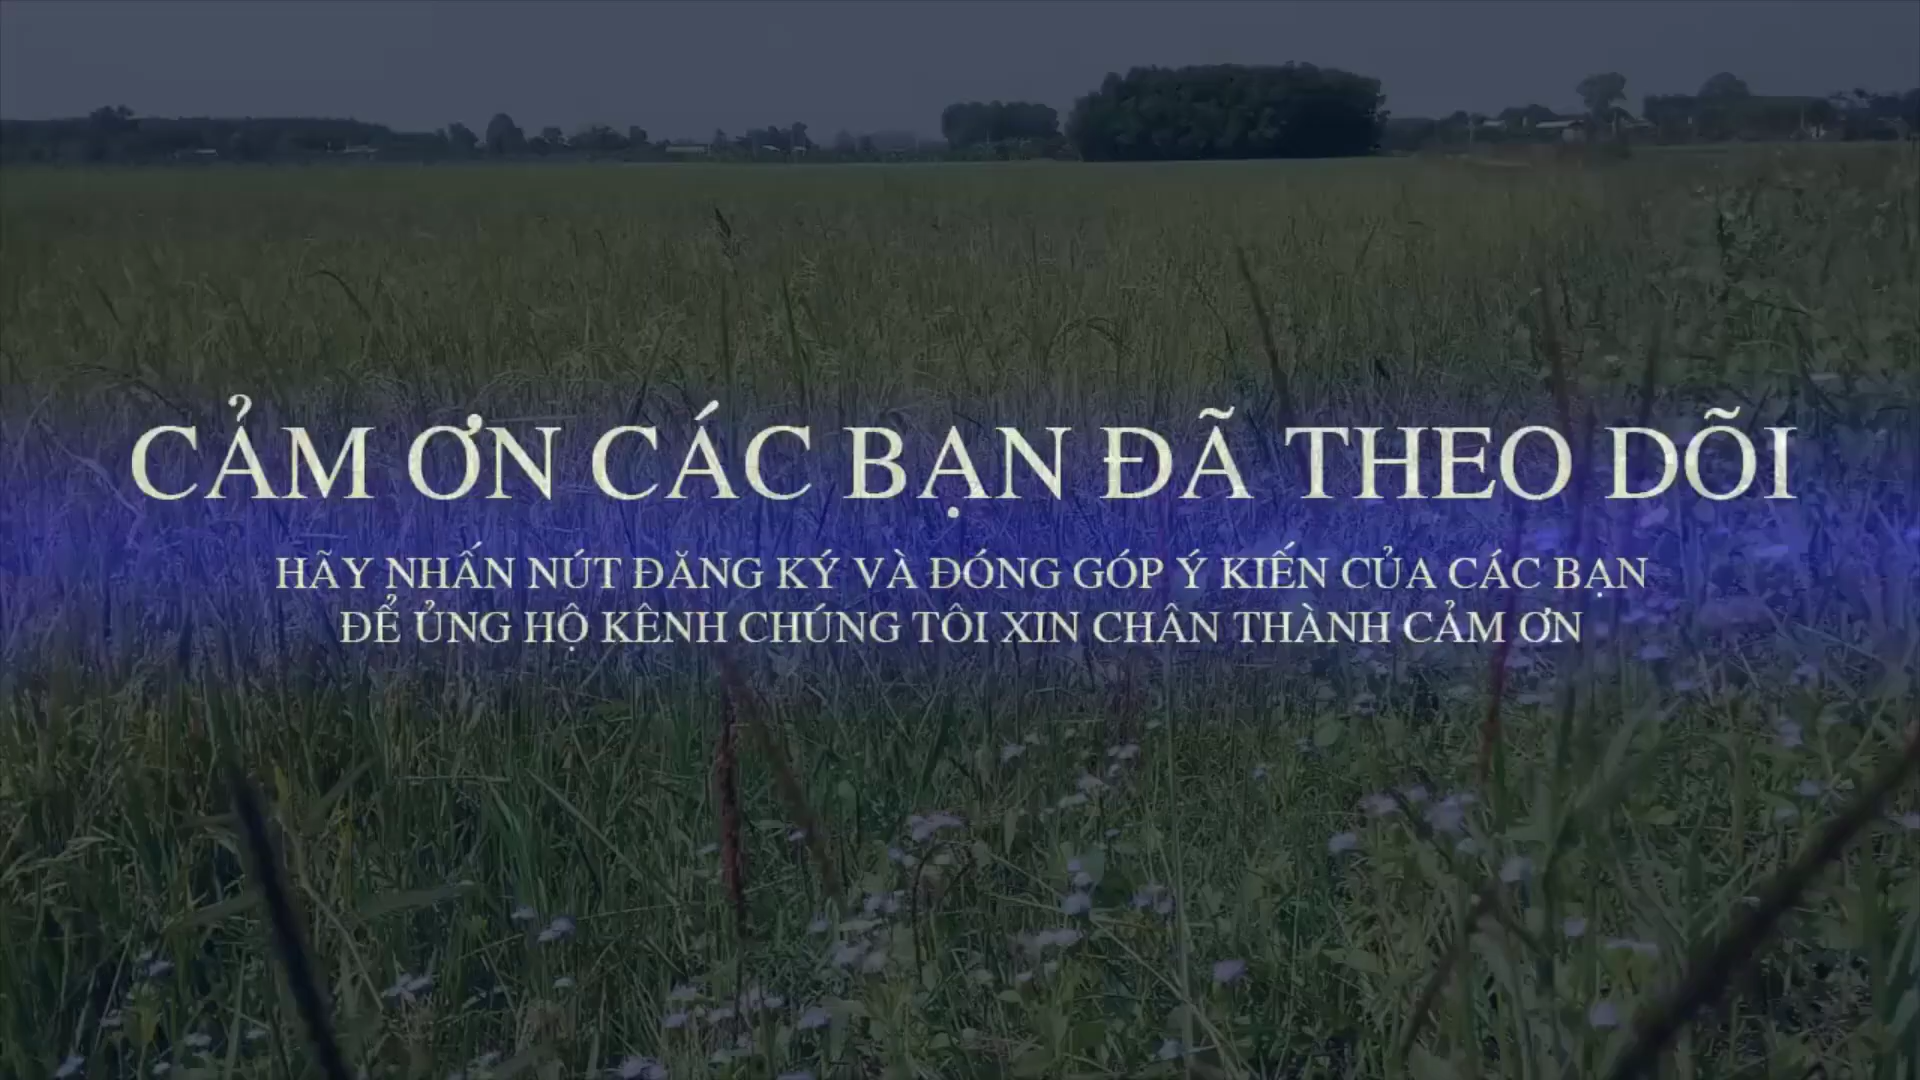 CẢM ƠN CÁC BẠN ĐÃ THEO DÕI
HÃY NHẤN NÚT ĐĂNG KÝ VÀ ĐÓNG GÓP Ý KIẾN CỦA CÁC BẠN
ĐỂ ỦNG HỘ KÊNH CHÚNG TÔI XIN CHÂN THÀNH CẢM ƠN